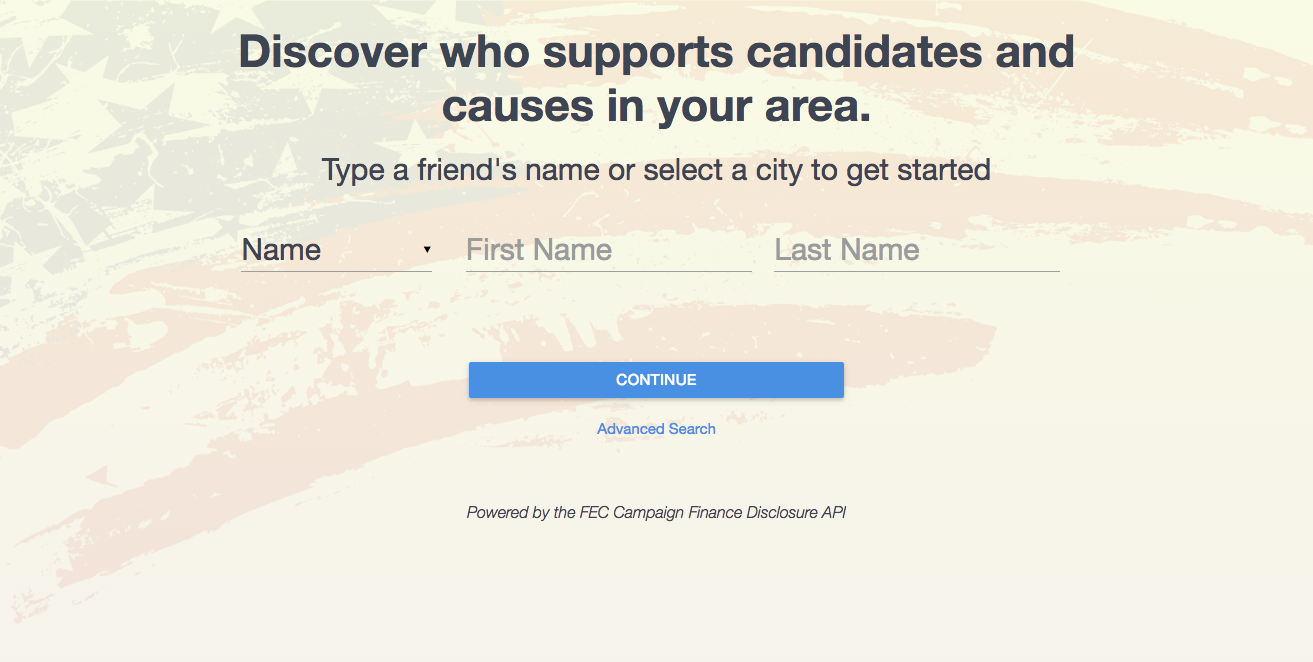 Discover who supports candidates and
causes in your area.
Type a friend's name or select a city to get started
Name
First Name
Last Name
CONTINUE
Advanced Search
Powered by the FEC Campaign Finance Disclosure API